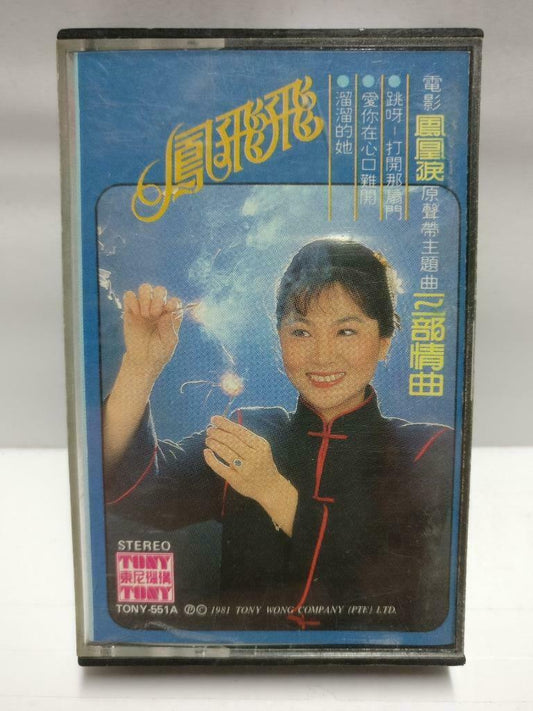 電影鳳凰淚原聲帶主題曲一部情曲
●跳呀-打開那扇門
●愛你在心口難開
●溜溜的她
鳳飛飛
STEREO
TONY
東尼機構
TONY
TONY-551A ℗© 1981 TONY WONG COMPANY (PTE) LTD.